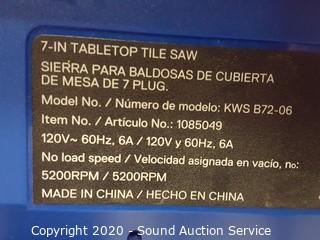 7-IN TABLETOP TILE SAW
SIERRA PARA BALDOSAS DE CUBIERTA
DE MESA DE 7 PLUG.
Model No. / Número de modelo: KWS B72-06
Item No. / Artículo No.: 1085049
120V~ 60Hz, 6A / 120V y 60Hz, 6A
No load speed / Velocidad asignada en vacío, no:
5200RPM / 5200RPM
MADE IN CHINA / HECHO EN CHINA
Copyright 2020 - Sound Auction Service